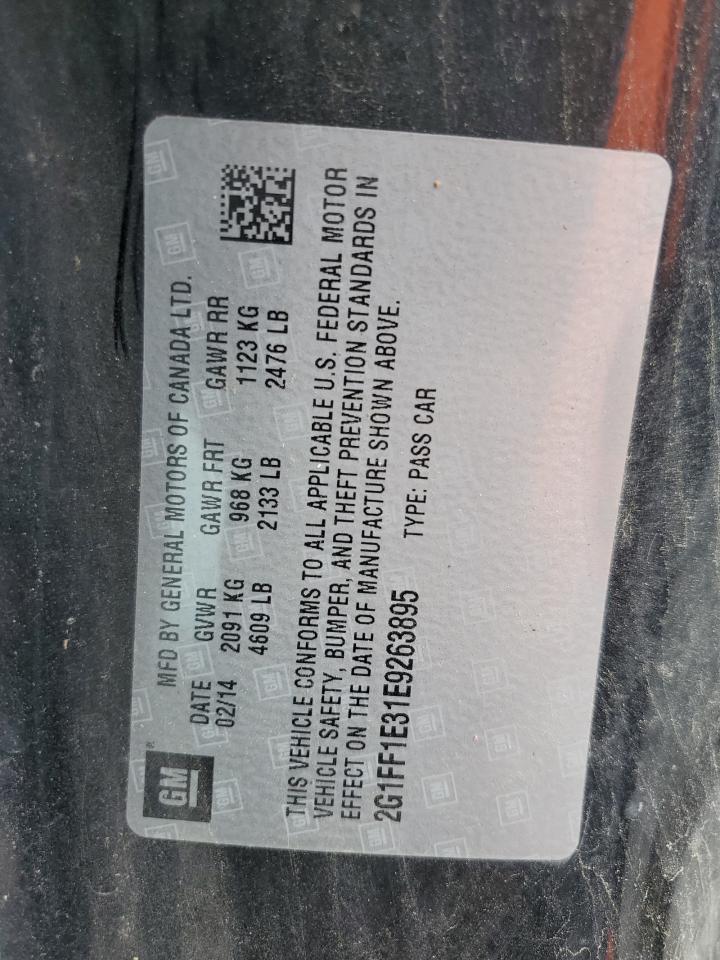 GM
MFD BY GENERAL MOTORS OF CANADA LTD.
DATE GVWR GAWR FRT GAWR RR
02/14 2091 KG 968 KG 1123 KG
4609 LB 2133 LB 2476 LB
THIS VEHICLE CONFORMS TO ALL APPLICABLE U.S. FEDERAL MOTOR
VEHICLE SAFETY, BUMPER, AND THEFT PREVENTION STANDARDS IN
EFFECT ON THE DATE OF MANUFACTURE SHOWN ABOVE.
2G1FF1E31E9263895 TYPE: PASS CAR